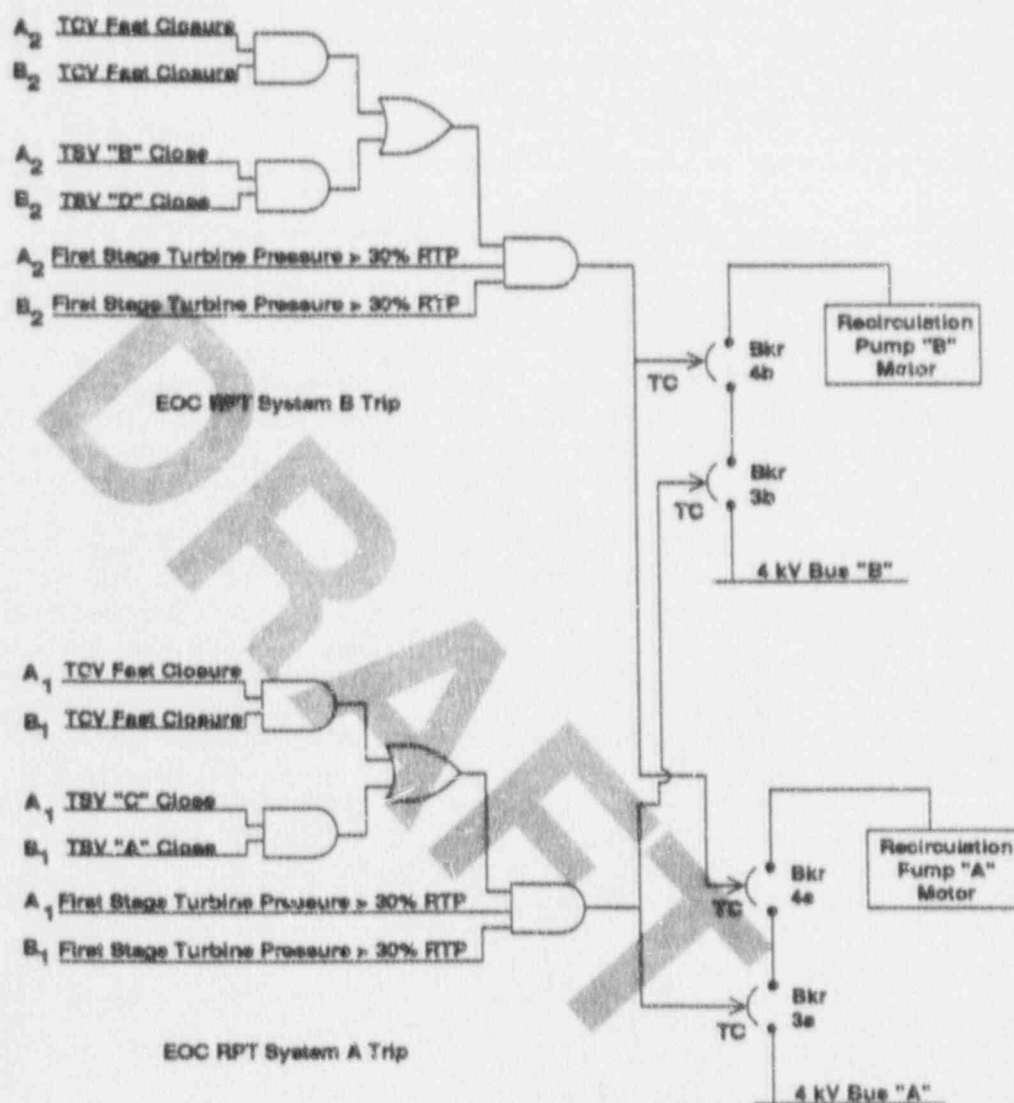 A2 TCV Fast Closure
B2 TCV Fast Closure
A2 TSV "B" Close
B2 TSV "D" Close
A2 First Stage Turbine Pressure > 30% RTP
B2 First Stage Turbine Pressure > 30% RTP
EOC RPT System B Trip
Recirculation
Pump "B"
Motor
TC
Bkr
4b
TC
Bkr
3b
4 kV Bus "B"
DRAFT
A1 TCV Fast Closure
B1 TCV Fast Closure
A1 TSV "C" Close
B1 TSV "A" Close
A1 First Stage Turbine Pressure > 30% RTP
B1 First Stage Turbine Pressure > 30% RTP
EOC RPT System A Trip
Recirculation
Pump "A"
Motor
TC
Bkr
4a
TC
Bkr
3a
4 kV Bus "A"